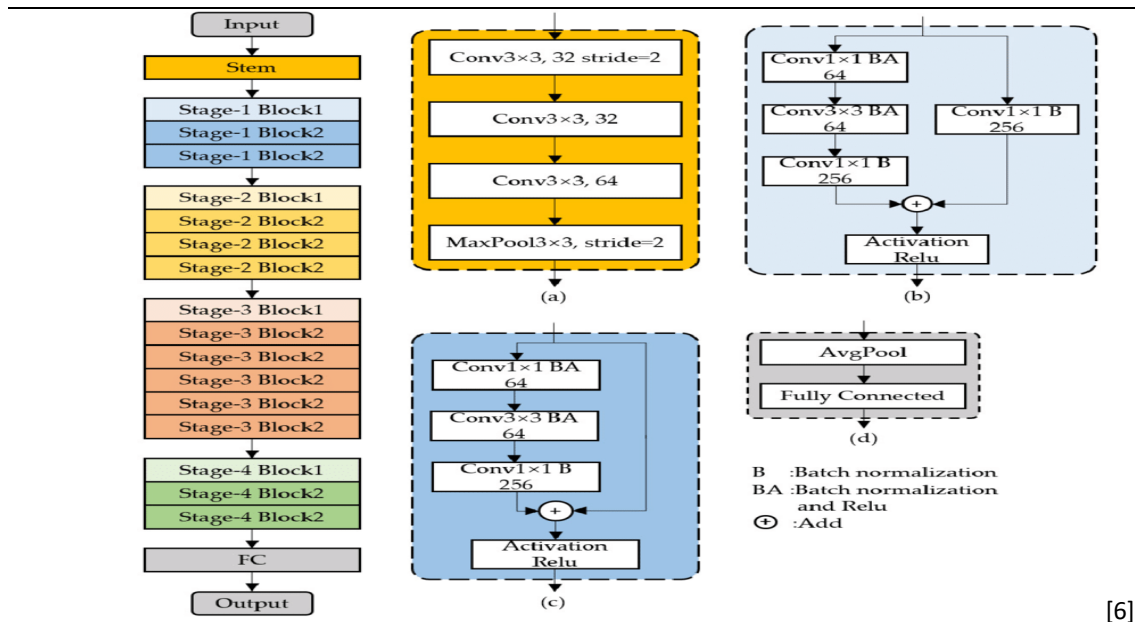 Input
Stem
Stage-1 Block1
Stage-1 Block2
Stage-1 Block2
Stage-2 Block1
Stage-2 Block2
Stage-2 Block2
Stage-2 Block2
Stage-3 Block1
Stage-3 Block2
Stage-3 Block2
Stage-3 Block2
Stage-3 Block2
Stage-3 Block2
Stage-4 Block1
Stage-4 Block2
Stage-4 Block2
FC
Output
Conv3×3, 32 stride=2
Conv3×3, 32
Conv3×3, 64
MaxPool3×3, stride=2
(a)
Conv1×1 BA
64
Conv3×3 BA
64
Conv1×1 B
256
Conv1×1 B
256
+
Activation
Relu
(b)
Conv1×1 BA
64
Conv3×3 BA
64
Conv1×1 B
256
+
Activation
Relu
(c)
AvgPool
Fully Connected
(d)
B :Batch normalization
BA :Batch normalization
and Relu
⊕ :Add
[6]